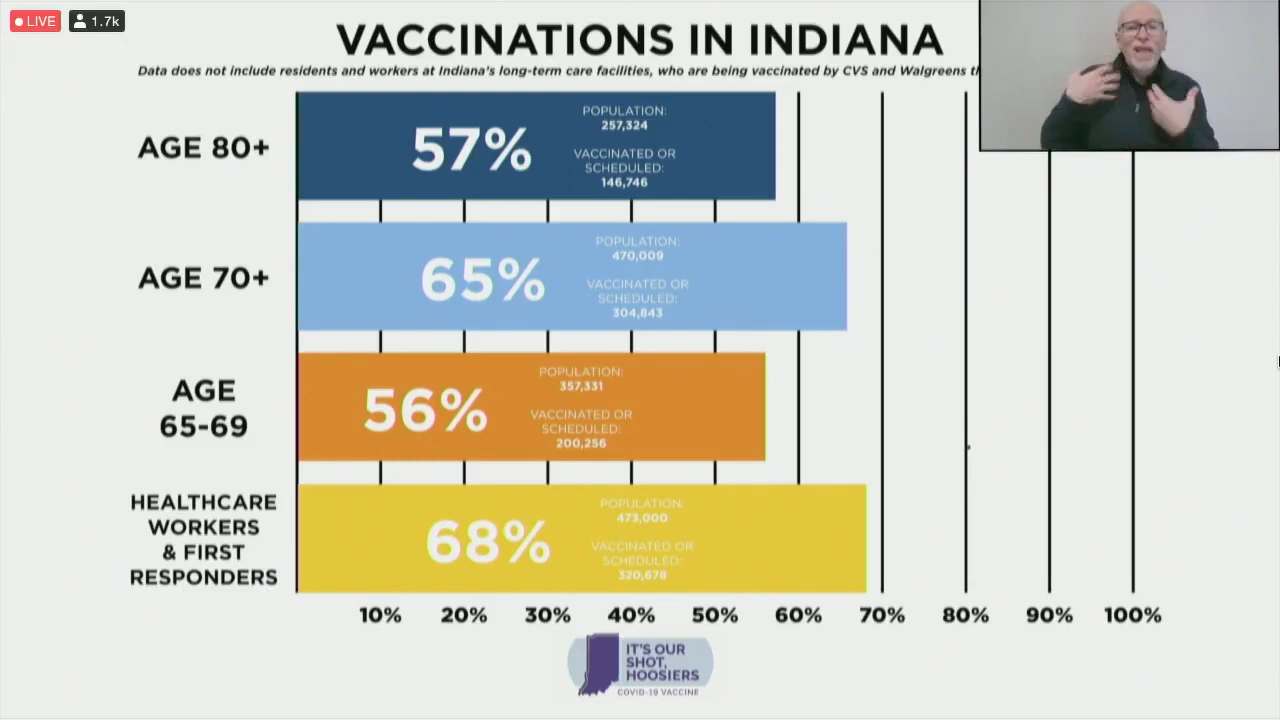 LIVE
1.7k
VACCINATIONS IN INDIANA
Data does not include residents and workers at Indiana's long-term care facilities, who are being vaccinated by CVS and Walgreens
AGE 80+
57%
POPULATION:
257,324
VACCINATED OR
SCHEDULED:
146,746
AGE 70+
65%
POPULATION:
470,009
VACCINATED OR
SCHEDULED:
304,843
AGE
65-69
56%
POPULATION:
357,331
VACCINATED OR
SCHEDULED:
200,256
HEALTHCARE
WORKERS
& FIRST
RESPONDERS
68%
POPULATION:
473,000
VACCINATED OR
SCHEDULED:
320,678
10% 20% 30% 40% 50% 60% 70% 80% 90% 100%
IT'S OUR
SHOT,
HOOSIERS
COVID-19 VACCINE